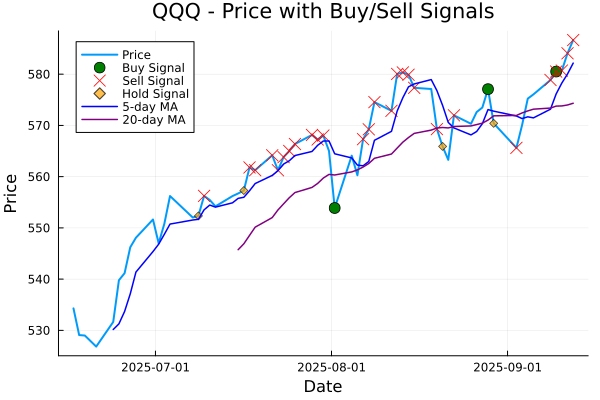 QQQ - Price with Buy/Sell Signals
Price
Buy Signal
Sell Signal
Hold Signal
5-day MA
20-day MA
580
570
560
550
540
530
Price
2025-07-01
2025-08-01
2025-09-01
Date